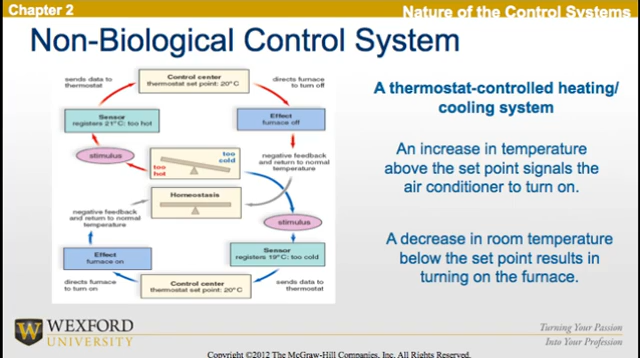 Chapter 2
Nature of the Control Systems
Non-Biological Control System
sends data to
thermostat
Control center
thermostat set point: 20°C
directs furnace
to turn off
Sensor
registers 21°C: too hot
Effect
furnace off
stimulus
too
cold
too
hot
negative feedback
and return to normal
temperature
Homeostasis
negative feedback
and return to normal
temperature
stimulus
Effect
furnace on
Sensor
registers 19°C: too cold
directs furnace
to turn on
Control center
thermostat set point: 20°C
sends data to
thermostat
A thermostat-controlled heating/
cooling system
An increase in temperature
above the set point signals the
air conditioner to turn on.
A decrease in room temperature
below the set point results in
turning on the furnace.
W
WEXFORD
UNIVERSITY
Turning Your Passion
Into Your Profession
Copyright ©2012 The McGraw-Hill Companies, Inc. All Rights Reserved.